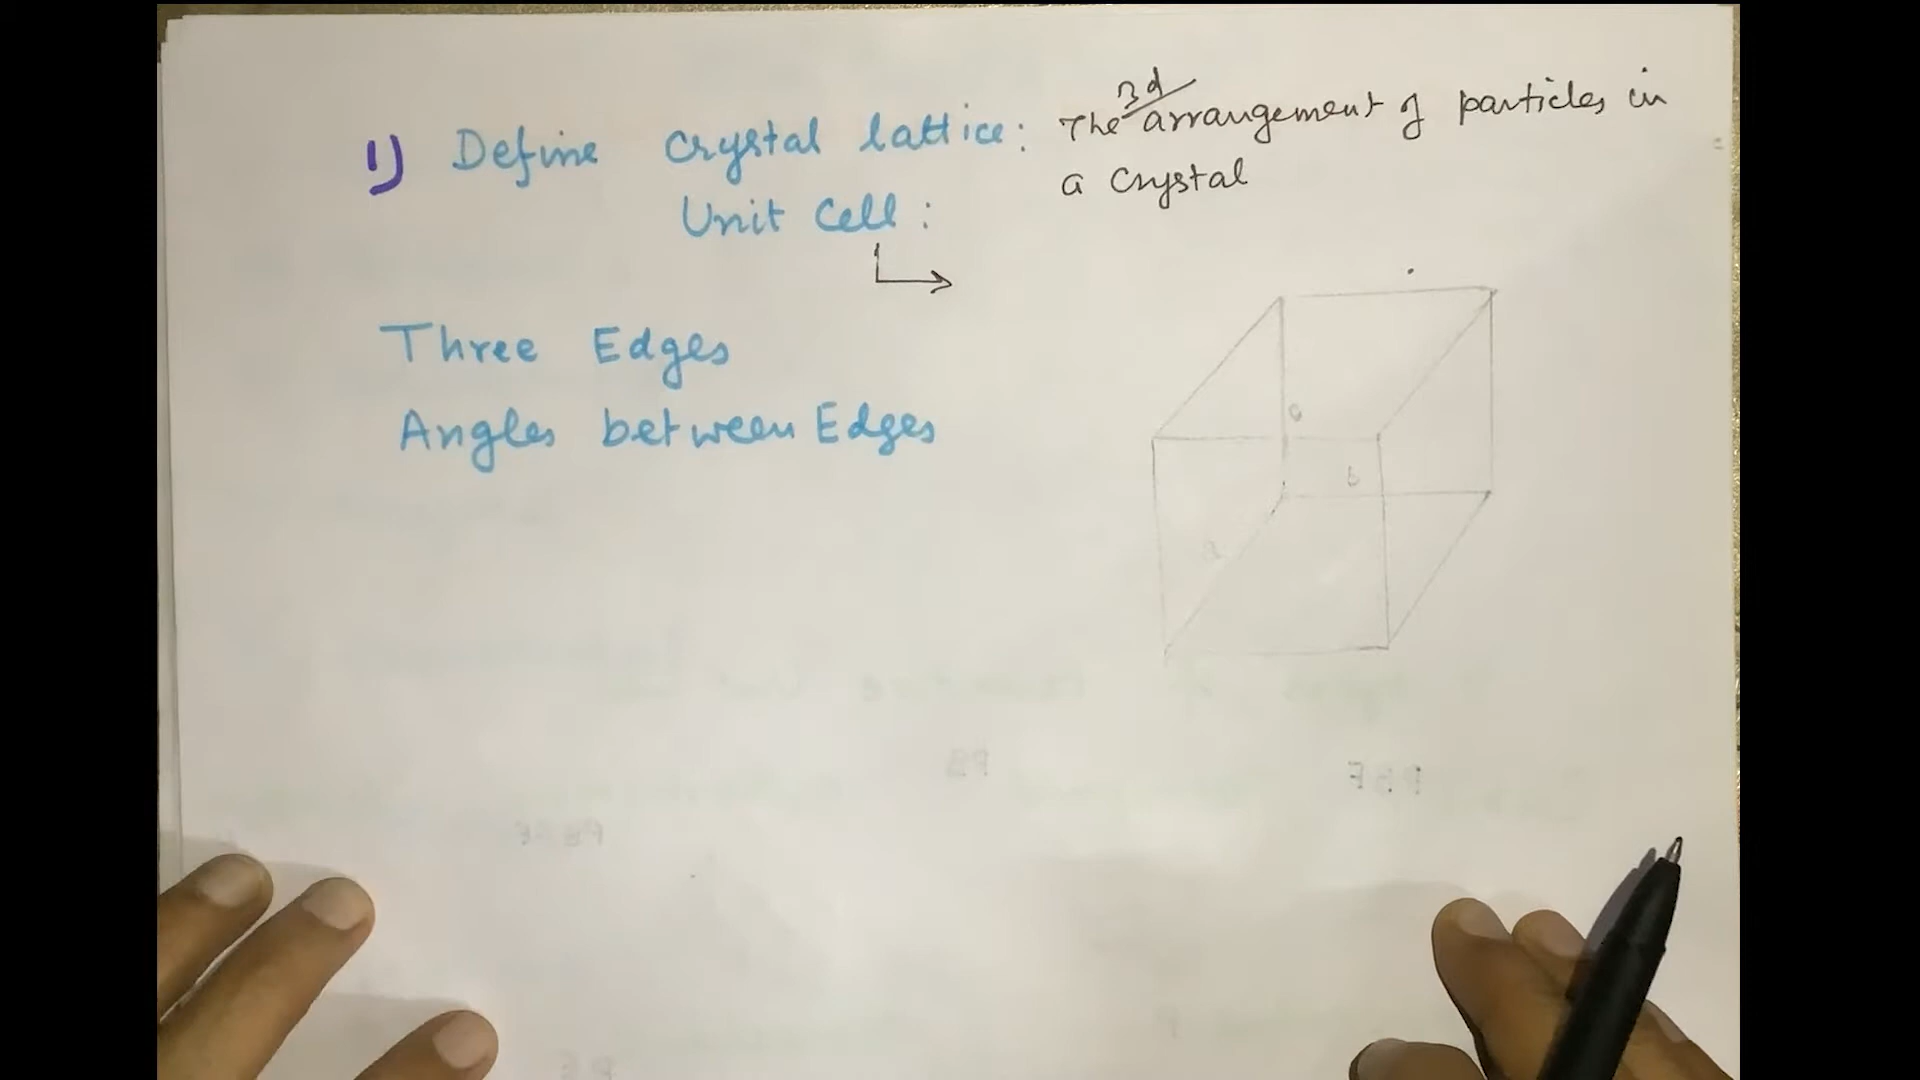 1) Define Crystal lattice: The 3d arrangement of particles in
a Crystal
Unit Cell:
Three Edges
Angles between Edges
c
b
a